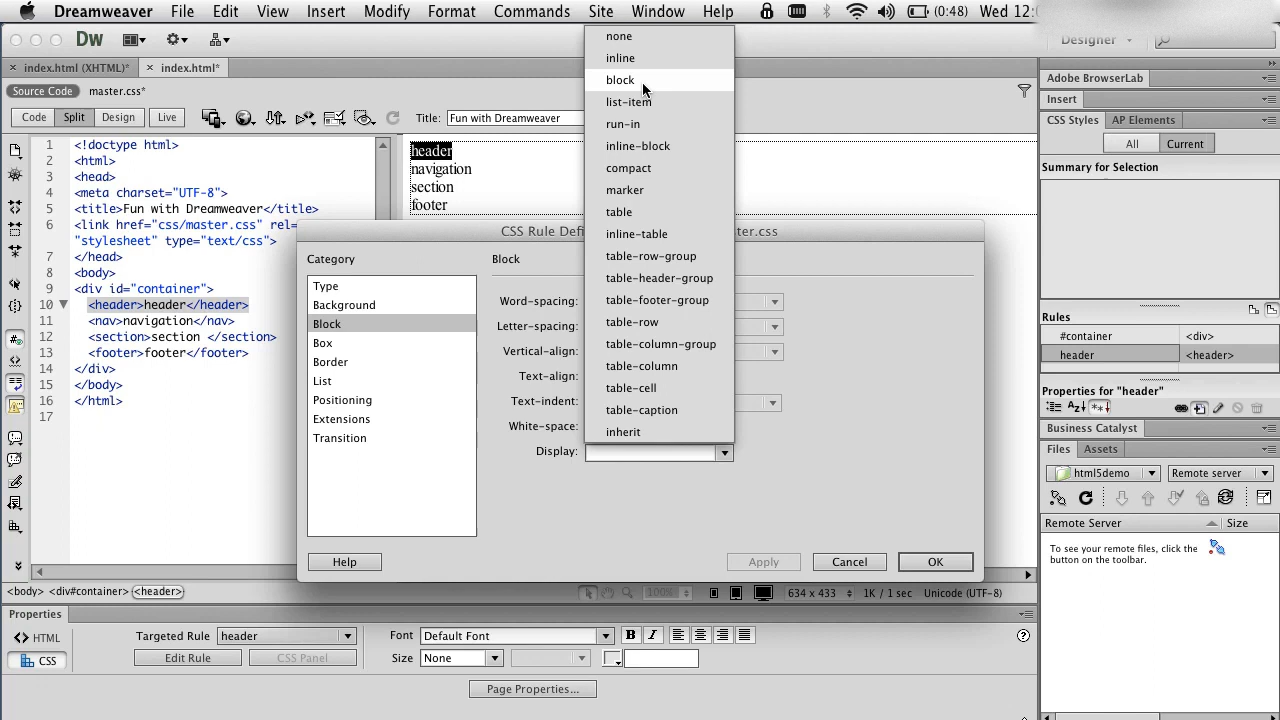 Dreamweaver File Edit View Insert Modify Format Commands Site Window Help (0:48) Wed 12:
Dw Designer
index.html (XHTML)* index.html*
Source Code master.css*
Code Split Design Live Title: Fun with Dreamweaver
1 <!doctype html>
2 <html>
3 <head>
4 <meta charset="UTF-8">
5 <title>Fun with Dreamweaver</title>
6 <link href="css/master.css" rel=
"stylesheet" type="text/css">
7 </head>
8 <body>
9 <div id="container">
10 <header>header</header>
11 <nav>navigation</nav>
12 <section>section </section>
13 <footer>footer</footer>
14 </div>
15 </body>
16 </html>
17
header
navigation
section
footer
CSS Rule Defi
ter.css
Category
Type
Background
Block
Box
Border
List
Positioning
Extensions
Transition
Block
Word-spacing:
Letter-spacing:
Vertical-align:
Text-align:
Text-indent:
White-space:
Display:
none
inline
block
list-item
run-in
inline-block
compact
marker
table
inline-table
table-row-group
table-header-group
table-footer-group
table-row
table-column-group
table-column
table-cell
table-caption
inherit
Help Apply Cancel OK
<body> <div#container> <header> 100% 634 x 433 1K / 1 sec Unicode (UTF-8)
Properties
<> HTML Targeted Rule header Font Default Font B I
CSS Edit Rule CSS Panel Size None
Page Properties...
Adobe BrowserLab
Insert
CSS Styles AP Elements
All Current
Summary for Selection
Rules
#container <div>
header <header>
Properties for "header"
Business Catalyst
Files Assets
html5demo Remote server
Remote Server Size
To see your remote files, click the
button on the toolbar.